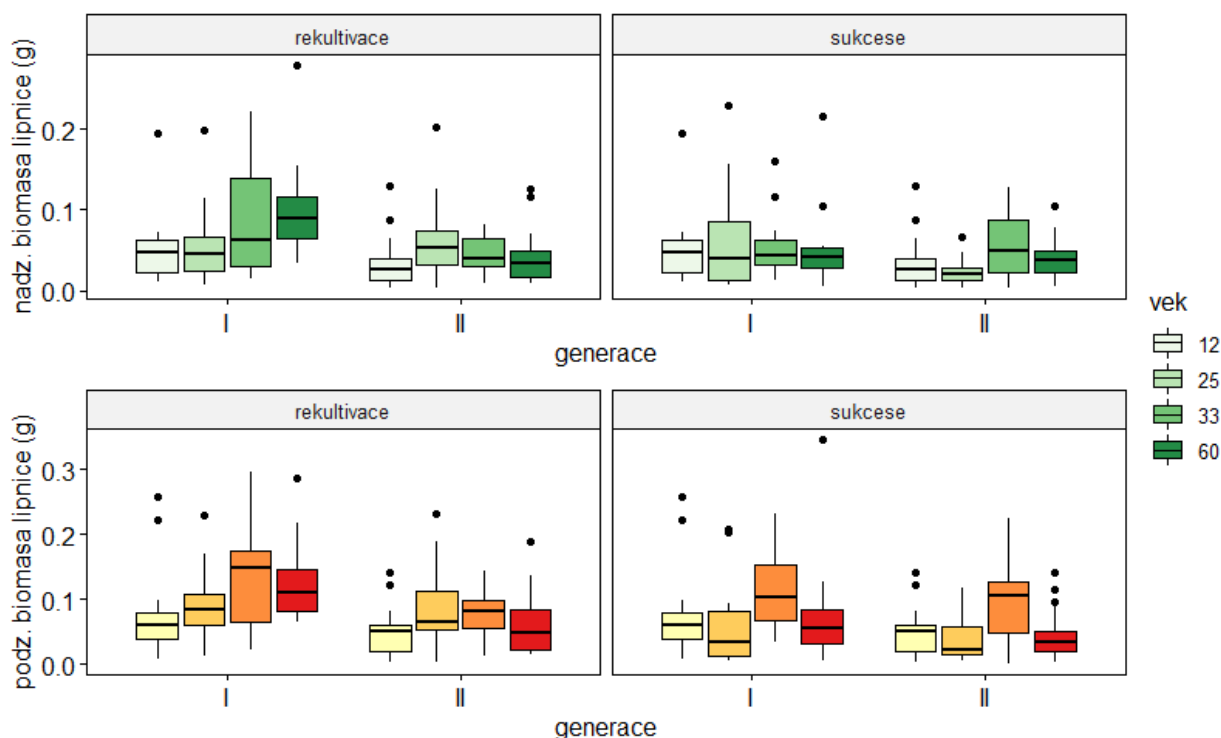 rekultivace sukcese
nadz. biomasa lipnice (g)
0.2
0.1
0.0
I II I II
generace
vek
12
25
33
60
rekultivace sukcese
podz. biomasa lipnice (g)
0.3
0.2
0.1
0.0
I II I II
generace